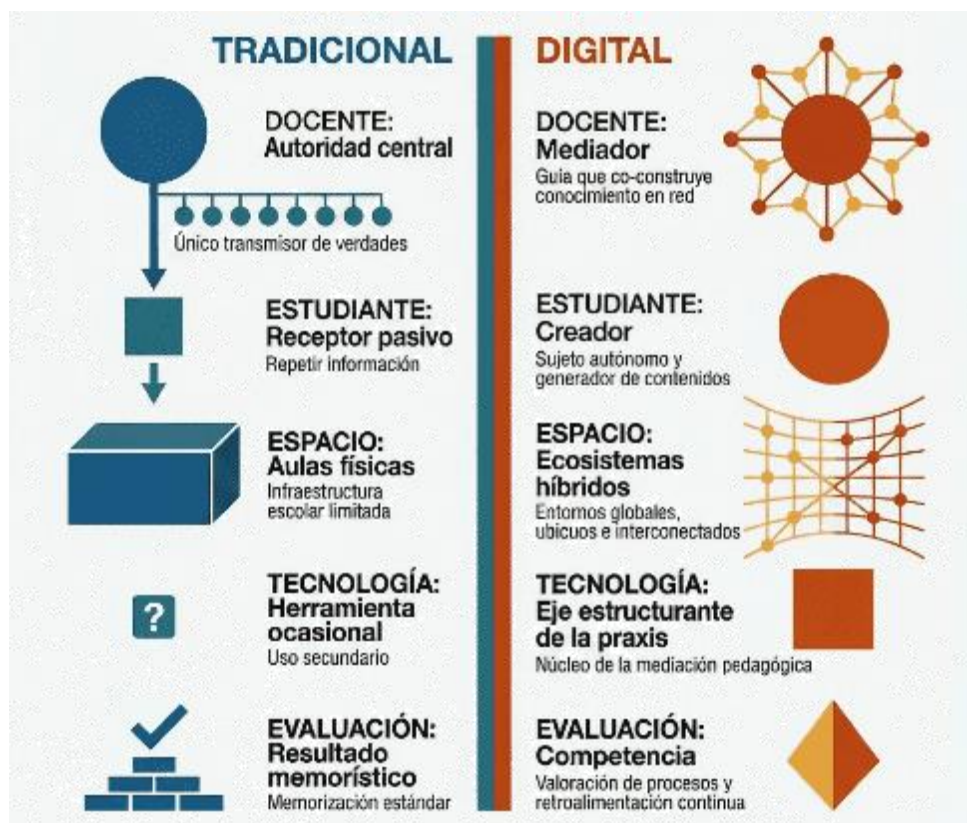 TRADICIONAL
DOCENTE:
Autoridad central
Único transmisor de verdades
ESTUDIANTE:
Receptor pasivo
Repetir información
ESPACIO:
Aulas físicas
Infraestructura
escolar limitada
TECNOLOGÍA:
Herramienta
ocasional
Uso secundario
?
EVALUACIÓN:
Resultado
memorístico
Memorización estándar
DIGITAL
DOCENTE:
Mediador
Guía que co-construye
conocimiento en red
ESTUDIANTE:
Creador
Sujeto autónomo y
generador de contenidos
ESPACIO:
Ecosistemas
híbridos
Entornos globales,
ubicuos e interconectados
TECNOLOGÍA:
Eje estructurante
de la praxis
Núcleo de la mediación pedagógica
EVALUACIÓN:
Competencia
Valoración de procesos y
retroalimentación continua